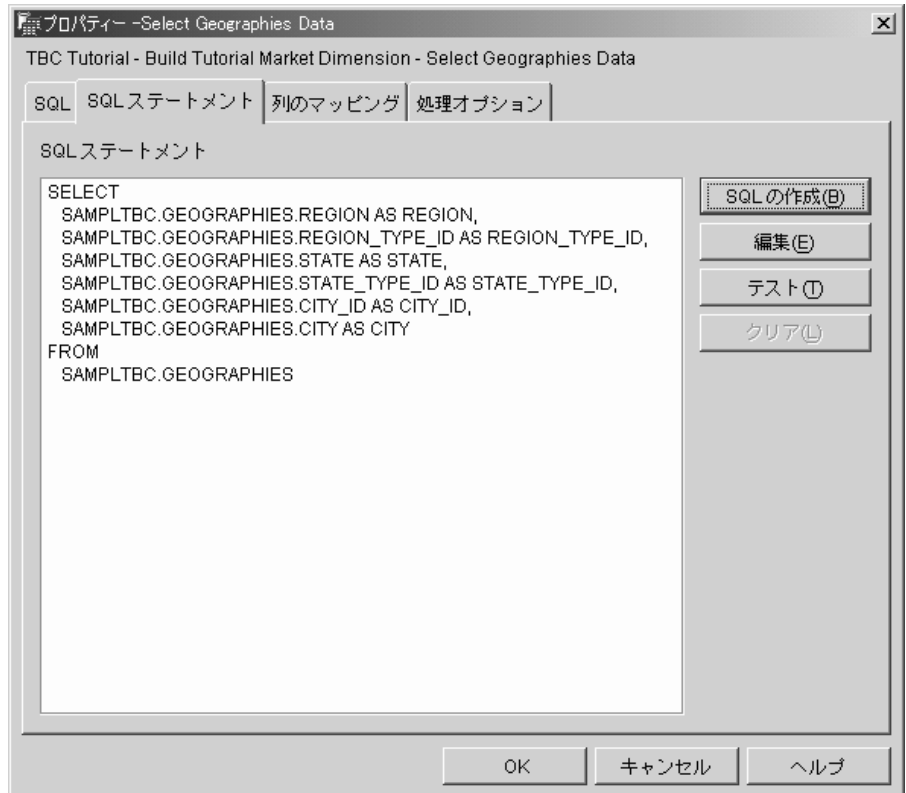 プロパティー -Select Geographies Data
TBC Tutorial - Build Tutorial Market Dimension - Select Geographies Data
SQL SQLステートメント 列のマッピング 処理オプション
SQLステートメント
SELECT
SAMPLTBC.GEOGRAPHIES.REGION AS REGION,
SAMPLTBC.GEOGRAPHIES.REGION_TYPE_ID AS REGION_TYPE_ID,
SAMPLTBC.GEOGRAPHIES.STATE AS STATE,
SAMPLTBC.GEOGRAPHIES.STATE_TYPE_ID AS STATE_TYPE_ID,
SAMPLTBC.GEOGRAPHIES.CITY_ID AS CITY_ID,
SAMPLTBC.GEOGRAPHIES.CITY AS CITY
FROM
SAMPLTBC.GEOGRAPHIES
SQLの作成(B)
編集(E)
テスト(T)
クリア(L)
OK キャンセル ヘルプ